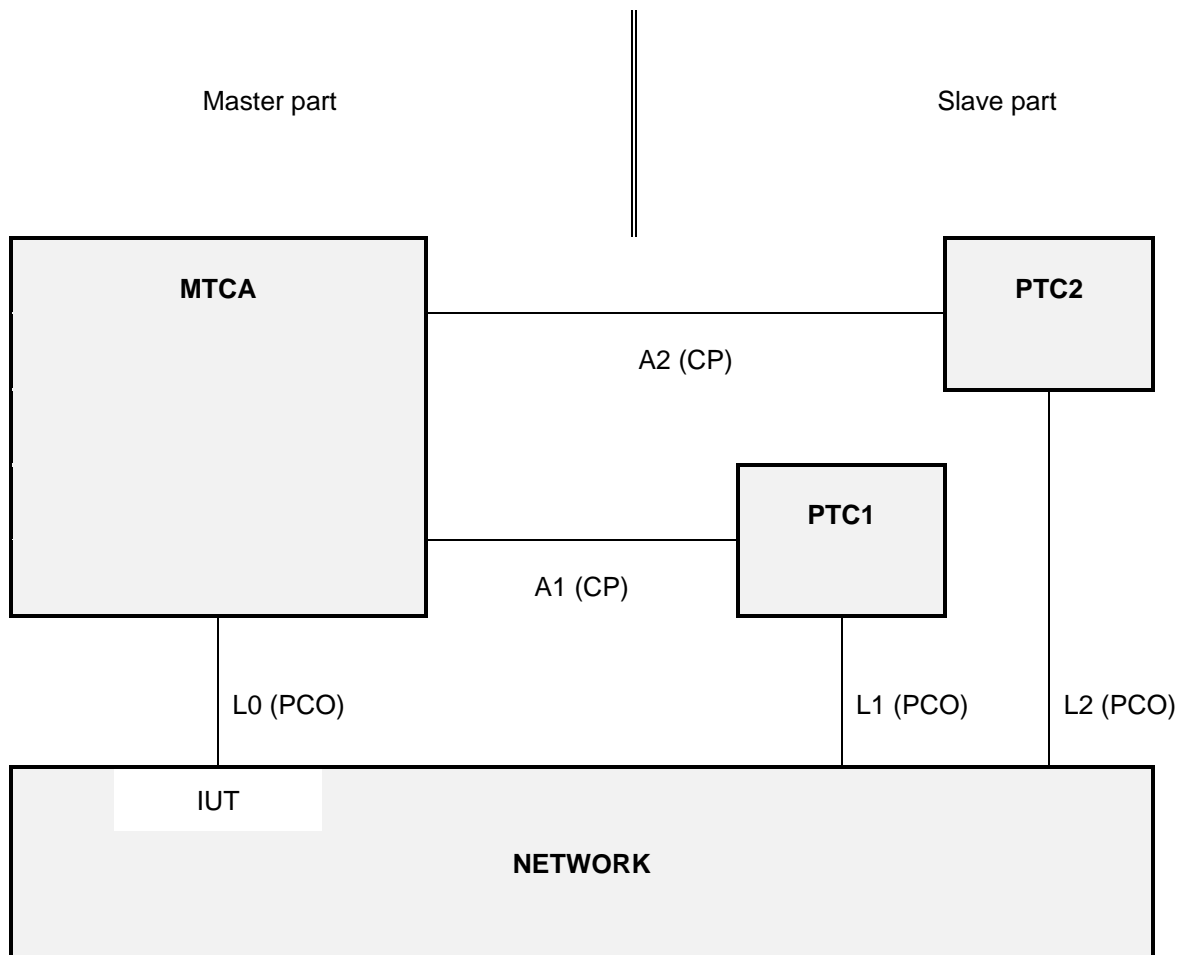 Master part
Slave part
MTCA
PTC2
A2 (CP)
PTC1
A1 (CP)
L0 (PCO)
L1 (PCO)
L2 (PCO)
IUT
NETWORK